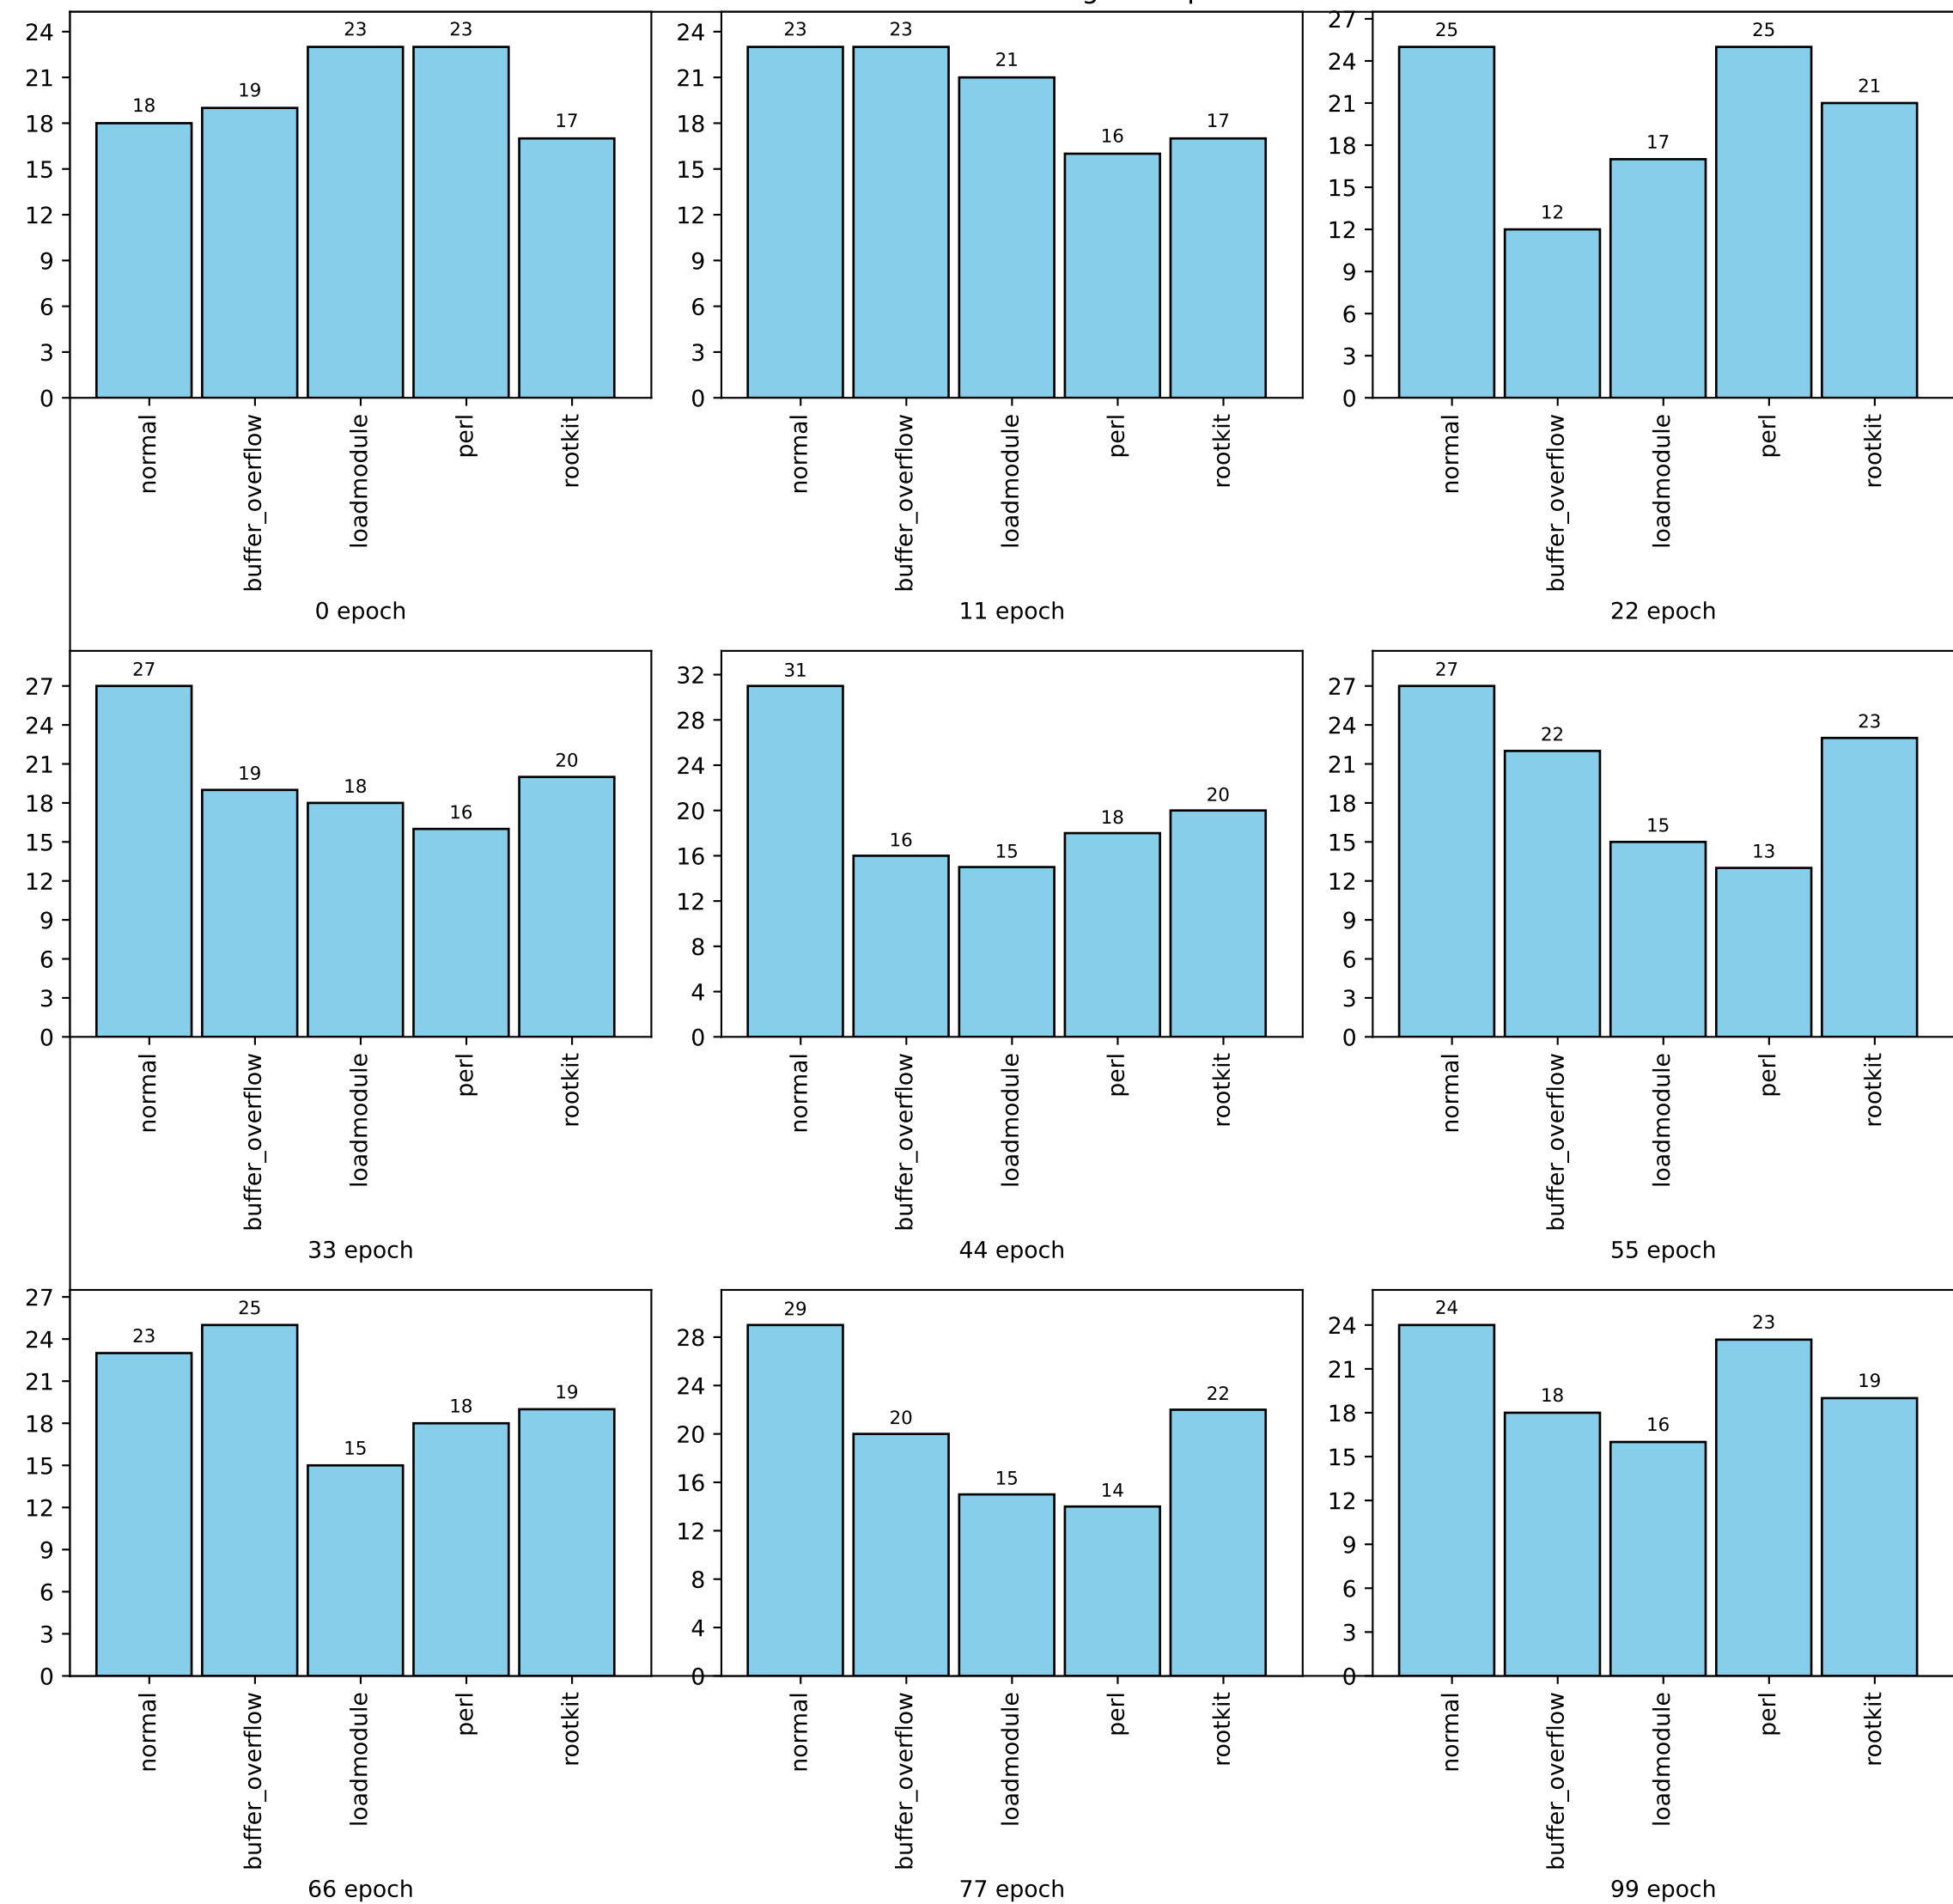 24
21
18
15
12
9
6
3
0
18
19
23
23
17
normal
buffer_overflow
loadmodule
perl
rootkit
0 epoch
24
21
18
15
12
9
6
3
0
23
23
21
16
17
normal
buffer_overflow
loadmodule
perl
rootkit
11 epoch
27
24
21
18
15
12
9
6
3
0
25
12
17
25
21
normal
buffer_overflow
loadmodule
perl
rootkit
22 epoch
27
24
21
18
15
12
9
6
3
0
27
19
18
16
20
normal
buffer_overflow
loadmodule
perl
rootkit
33 epoch
32
28
24
20
16
12
8
4
0
31
16
15
18
20
normal
buffer_overflow
loadmodule
perl
rootkit
44 epoch
27
24
21
18
15
12
9
6
3
0
27
22
15
13
23
normal
buffer_overflow
loadmodule
perl
rootkit
55 epoch
27
24
21
18
15
12
9
6
3
0
23
25
15
18
19
normal
buffer_overflow
loadmodule
perl
rootkit
66 epoch
28
24
20
16
12
8
4
0
29
20
15
14
22
normal
buffer_overflow
loadmodule
perl
rootkit
77 epoch
24
21
18
15
12
9
6
3
0
24
18
16
23
19
normal
buffer_overflow
loadmodule
perl
rootkit
99 epoch